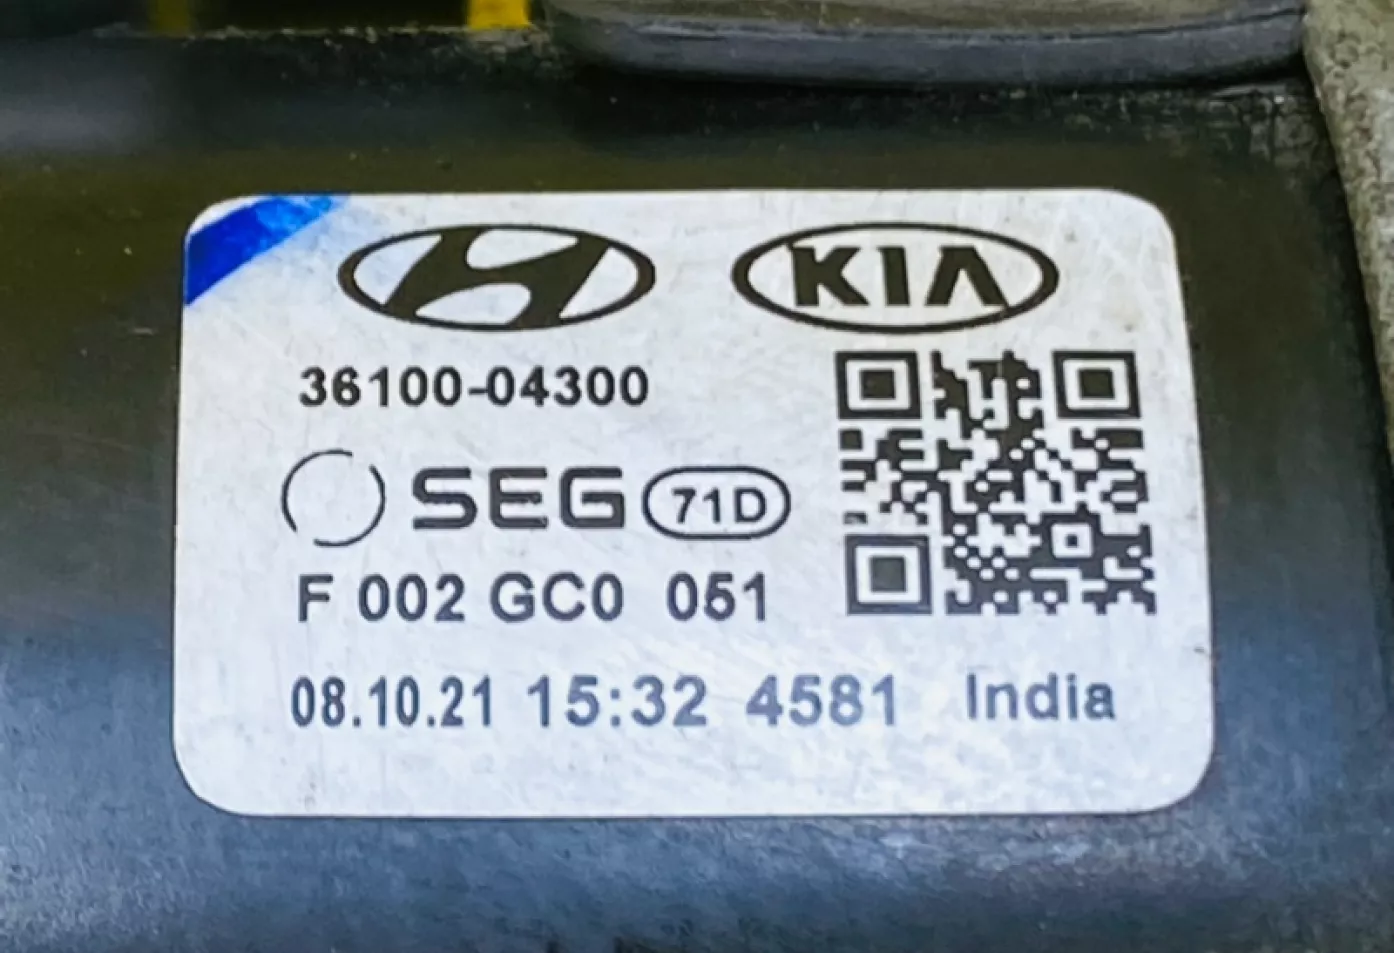 KIA
36100-04300
SEG 71D
F 002 GC0 051
08.10.21 15:32 4581 India